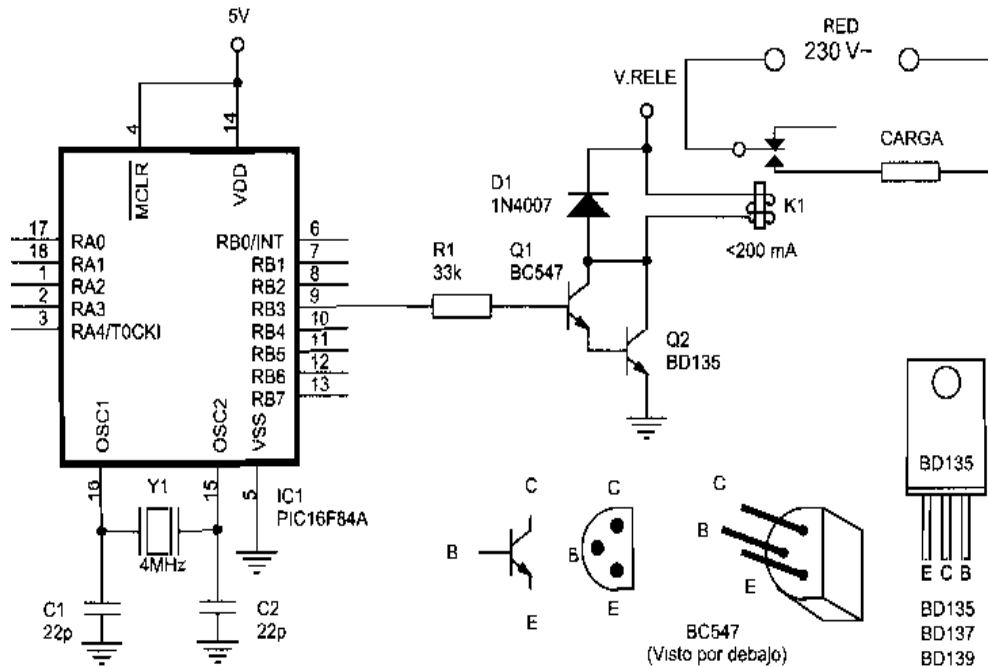 5V
RED
230 V~
V.RELE
4
14
MCLR
VDD
CARGA
D1
1N4007
K1
<200 mA
17
18
1
2
3
RA0
RA1
RA2
RA3
RA4/T0CKI
RB0/INT
RB1
RB2
RB3
RB4
RB5
RB6
RB7
6
7
8
9
10
11
12
13
R1
33k
Q1
BC547
Q2
BD135
OSC1
OSC2
VSS
16
15
5
Y1
4MHz
IC1
PIC16F84A
C1
22p
C2
22p
C
B
E
C
B
E
C
B
E
BC547
(Visto por debajo)
BD135
E C B
BD135
BD137
BD139